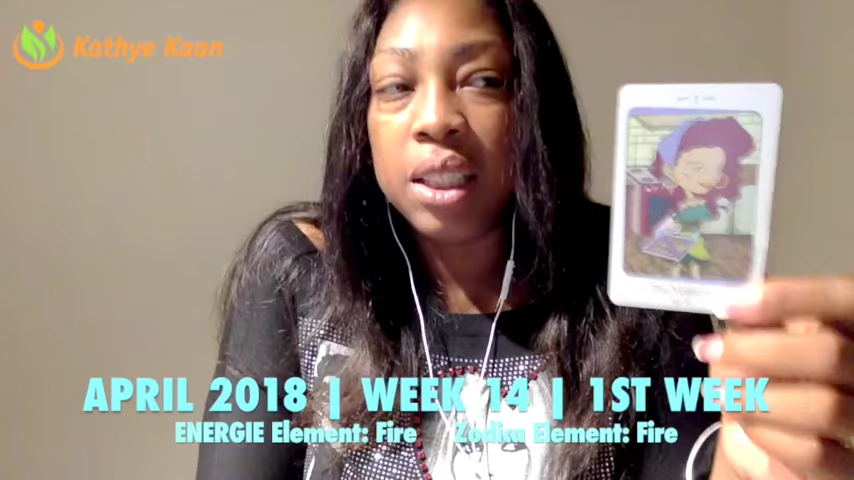 Kathye Kaan
APRIL 2018 | WEEK 14 | 1ST WEEK
ENERGIE Element: Fire Zodiac Element: Fire